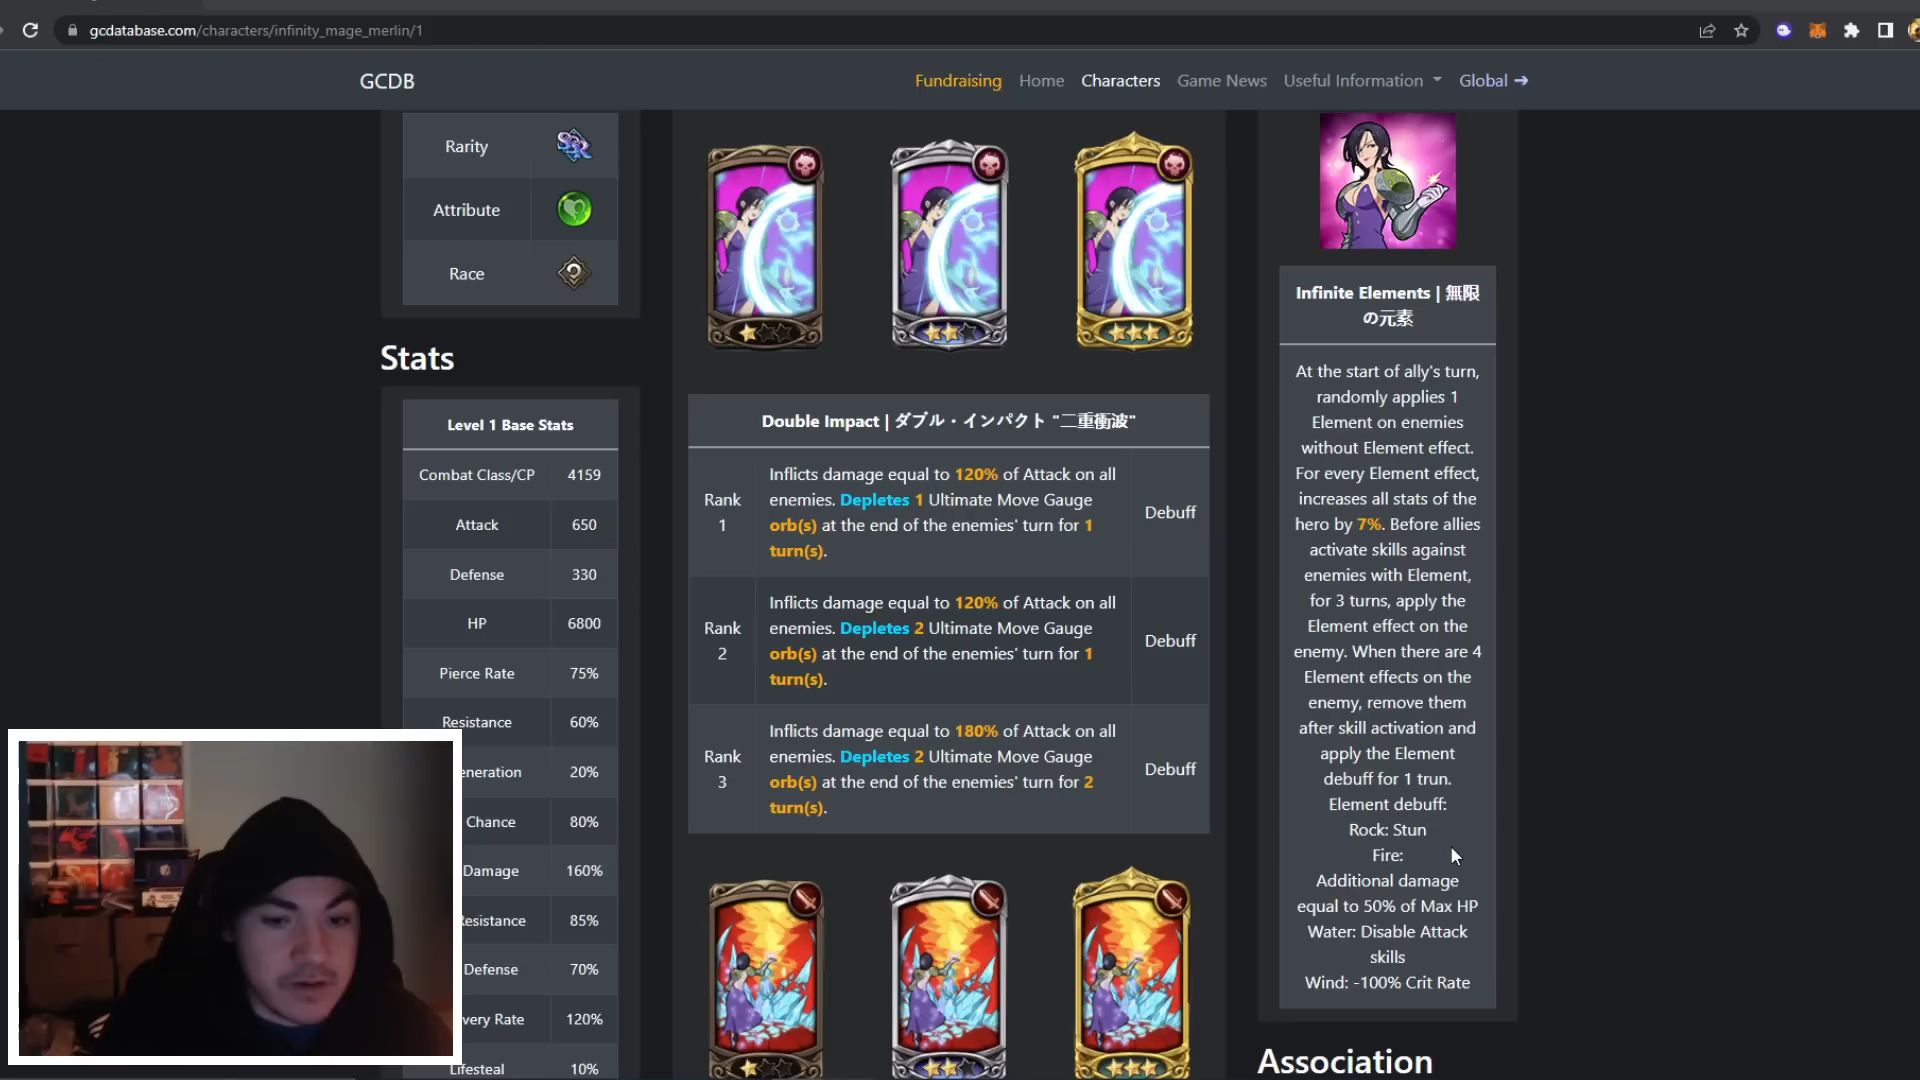 gcdatabase.com/characters/infinity_mage_merlin/1
GCDB
Fundraising Home Characters Game News Useful Information Global ➔
Rarity
Attribute
Race
Stats
Level 1 Base Stats
Combat Class/CP 4159
Attack 650
Defense 330
HP 6800
Pierce Rate 75%
Resistance 60%
eneration 20%
Chance 80%
Damage 160%
esistance 85%
Defense 70%
very Rate 120%
Lifesteal 10%
Double Impact | ダブル・インパクト "二重衝波"
Rank 1
Inflicts damage equal to 120% of Attack on all
enemies. Depletes 1 Ultimate Move Gauge
orb(s) at the end of the enemies' turn for 1
turn(s).
Debuff
Rank 2
Inflicts damage equal to 120% of Attack on all
enemies. Depletes 2 Ultimate Move Gauge
orb(s) at the end of the enemies' turn for 1
turn(s).
Debuff
Rank 3
Inflicts damage equal to 180% of Attack on all
enemies. Depletes 2 Ultimate Move Gauge
orb(s) at the end of the enemies' turn for 2
turn(s).
Debuff
Infinite Elements | 無限
の元素
At the start of ally's turn,
randomly applies 1
Element on enemies
without Element effect.
For every Element effect,
increases all stats of the
hero by 7%. Before allies
activate skills against
enemies with Element,
for 3 turns, apply the
Element effect on the
enemy. When there are 4
Element effects on the
enemy, remove them
after skill activation and
apply the Element
debuff for 1 trun.
Element debuff:
Rock: Stun
Fire:
Additional damage
equal to 50% of Max HP
Water: Disable Attack
skills
Wind: -100% Crit Rate
Association